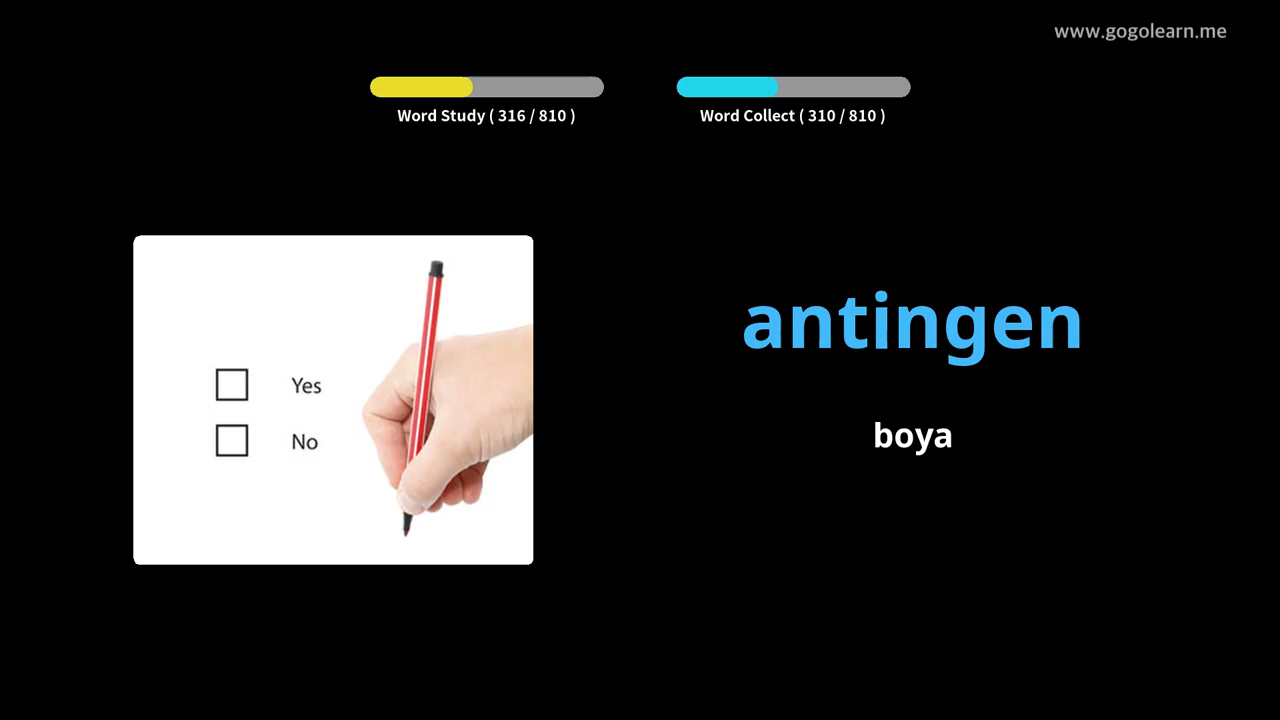 www.gogolearn.me
Word Study ( 316 / 810 )
Word Collect ( 310 / 810 )
antingen
boya
Yes
No